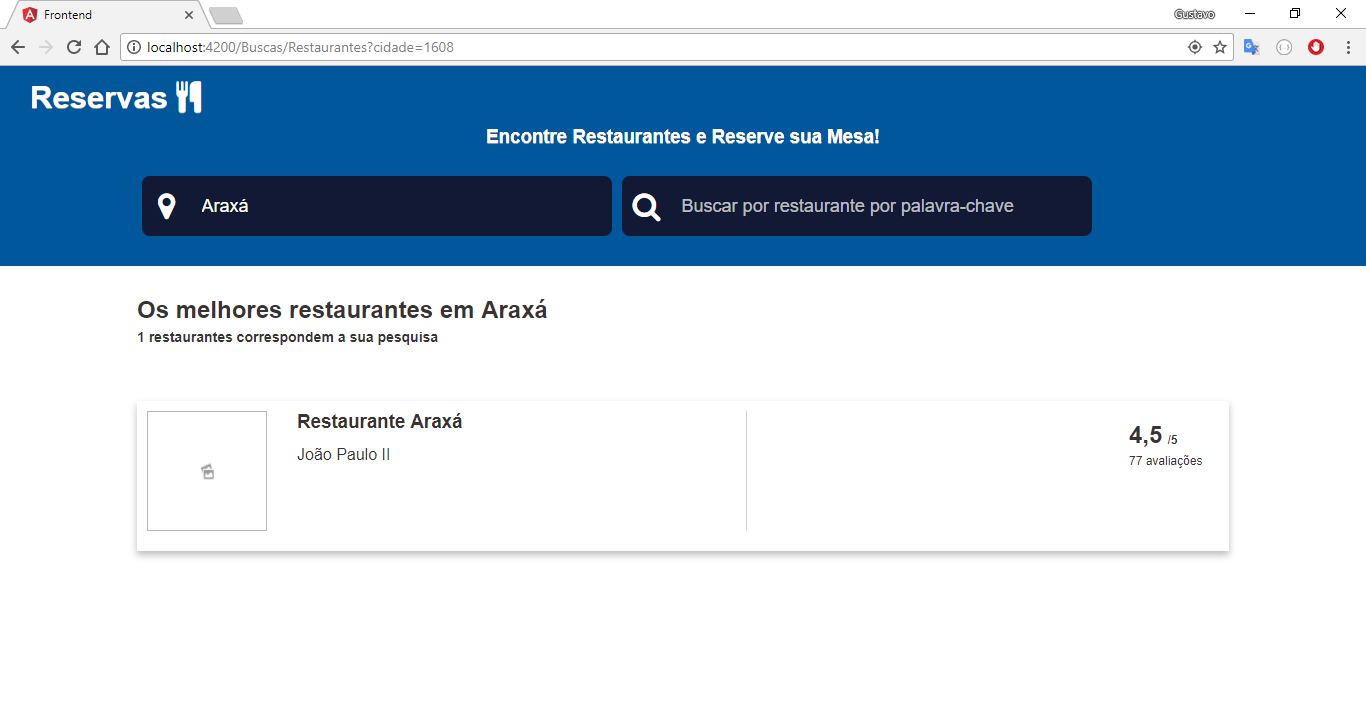 Frontend
Gustavo
localhost:4200/Buscas/Restaurantes?cidade=1608
Reservas
Encontre Restaurantes e Reserve sua Mesa!
Araxá
Buscar por restaurante por palavra-chave
Os melhores restaurantes em Araxá
1 restaurantes correspondem a sua pesquisa
Restaurante Araxá
João Paulo II
4,5 /5
77 avaliações